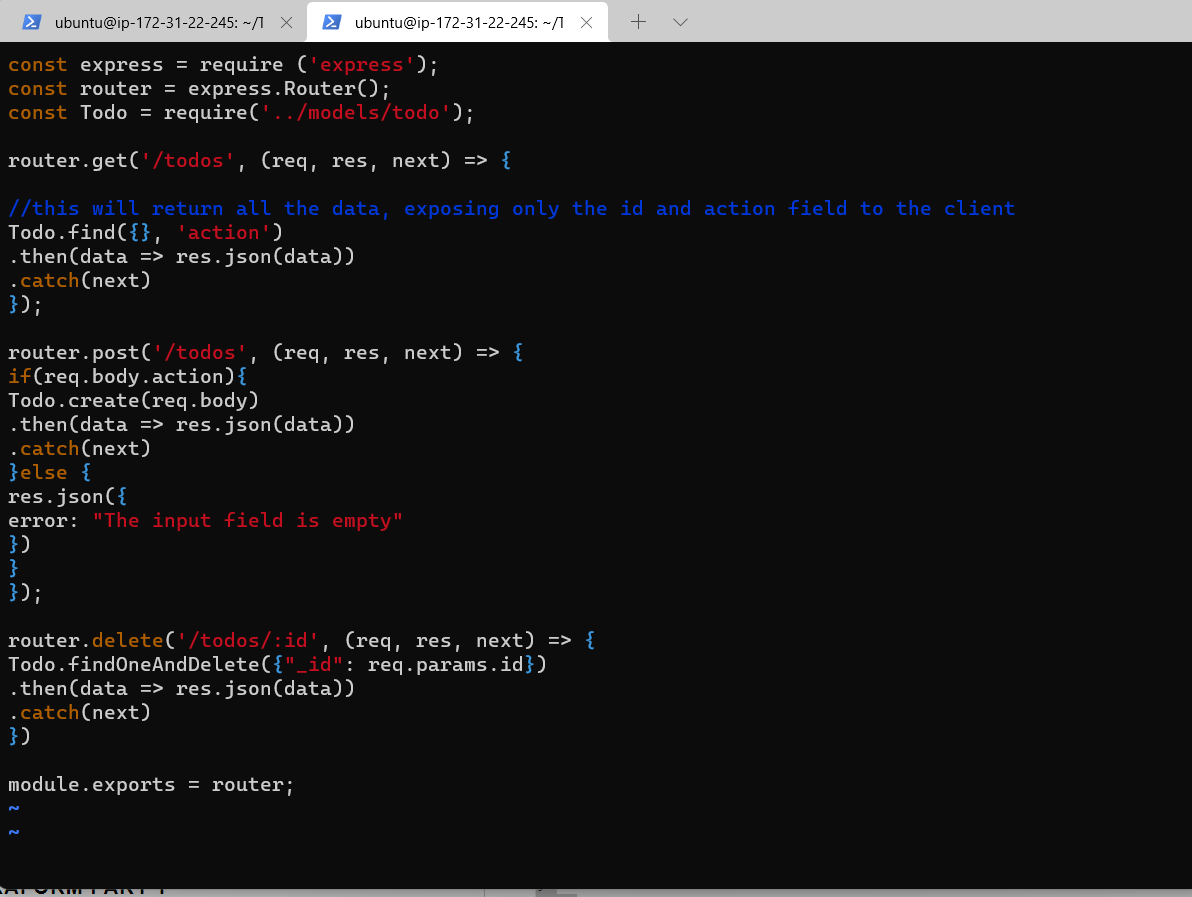 ubuntu@ip-172-31-22-245: ~/T
ubuntu@ip-172-31-22-245: ~/T
const express = require ('express');
const router = express.Router();
const Todo = require('../models/todo');
router.get('/todos', (req, res, next) => {
//this will return all the data, exposing only the id and action field to the client
Todo.find({}, 'action')
.then(data => res.json(data))
.catch(next)
});
router.post('/todos', (req, res, next) => {
if(req.body.action){
Todo.create(req.body)
.then(data => res.json(data))
.catch(next)
}else {
res.json({
error: "The input field is empty"
})
}
});
router.delete('/todos/:id', (req, res, next) => {
Todo.findOneAndDelete({"_id": req.params.id})
.then(data => res.json(data))
.catch(next)
})
module.exports = router;
~
~